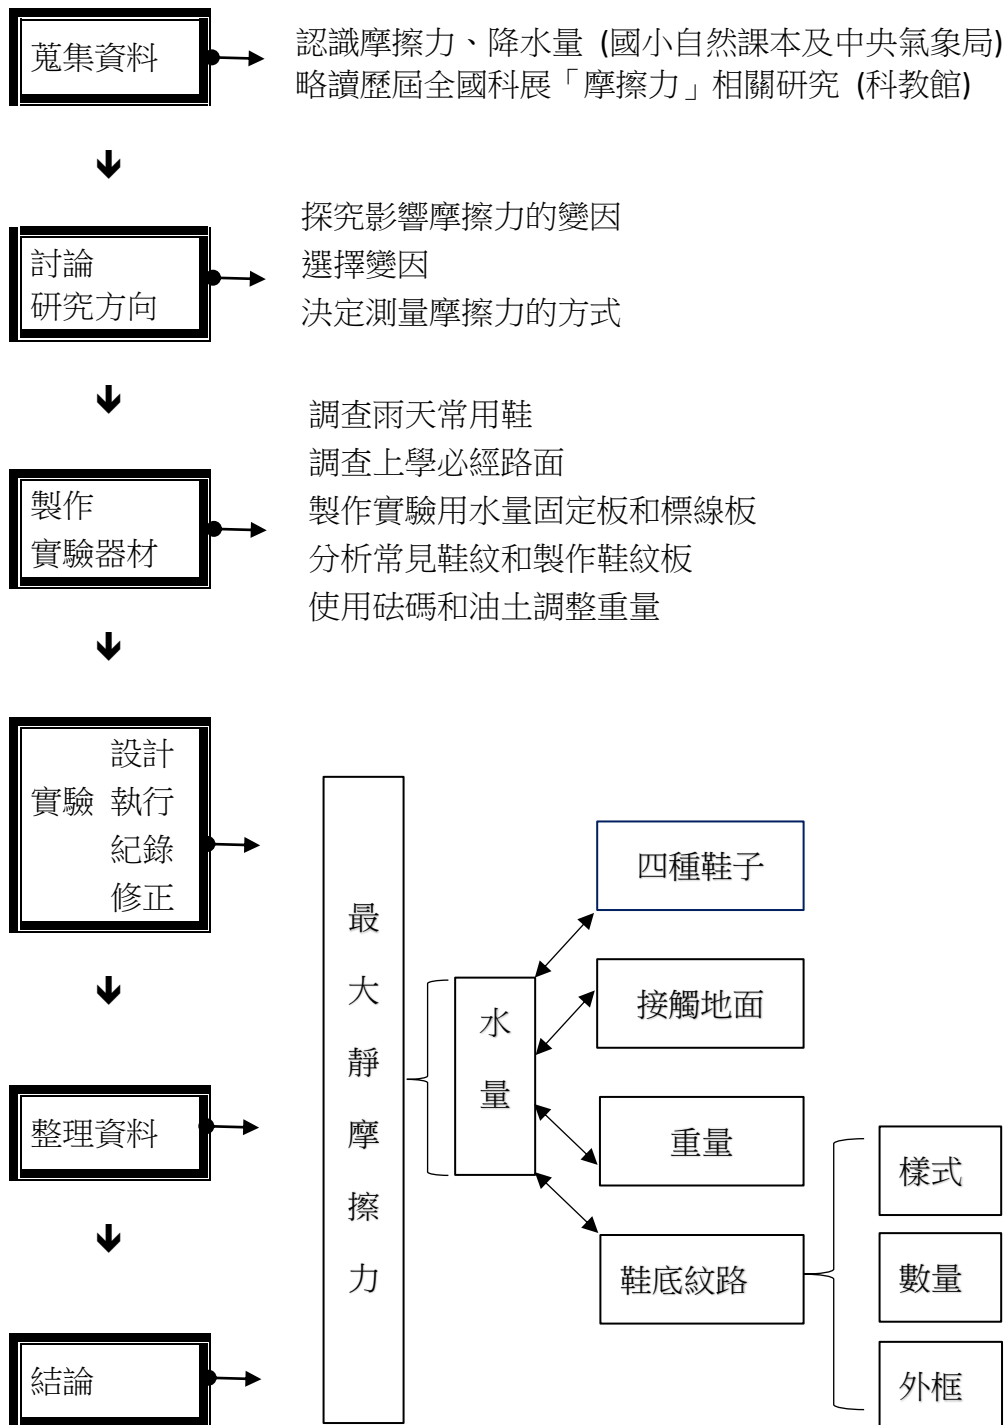 蒐集資料
認識摩擦力、降水量 (國小自然課本及中央氣象局)
略讀歷屆全國科展「摩擦力」相關研究 (科教館)
討論
研究方向
探究影響摩擦力的變因
選擇變因
決定測量摩擦力的方式
製作
實驗器材
調查雨天常用鞋
調查上學必經路面
製作實驗用水量固定板和標線板
分析常見鞋紋和製作鞋紋板
使用砝碼和油土調整重量
設計
實驗 執行
紀錄
修正
整理資料
結論
最大靜摩擦力
水量
四種鞋子
接觸地面
重量
鞋底紋路
樣式
數量
外框